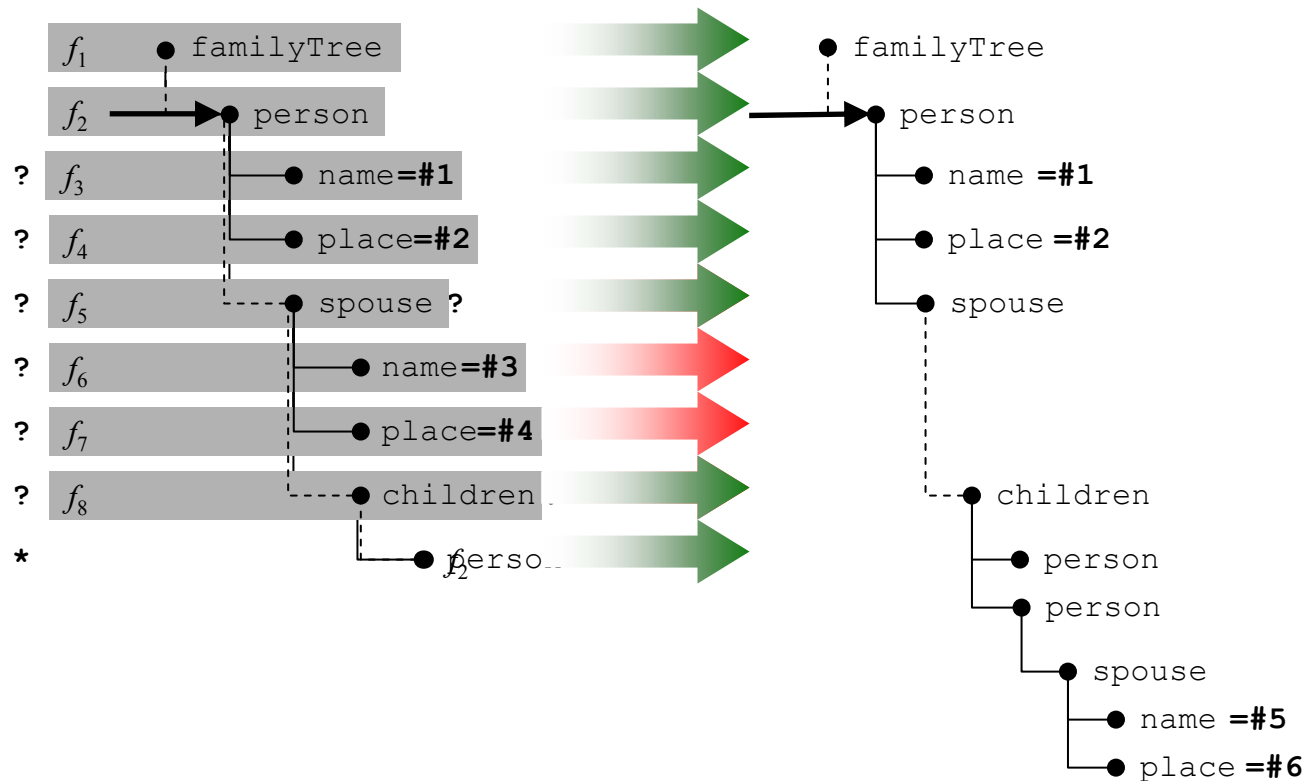 f1 familyTree familyTree
f2 person person
? f3 name=#1 name =#1
? f4 place=#2 place =#2
? f5 spouse ? spouse
? f6 name=#3
? f7 place=#4
? f8 children children
* f2 person
person
spouse
name =#5
place =#6